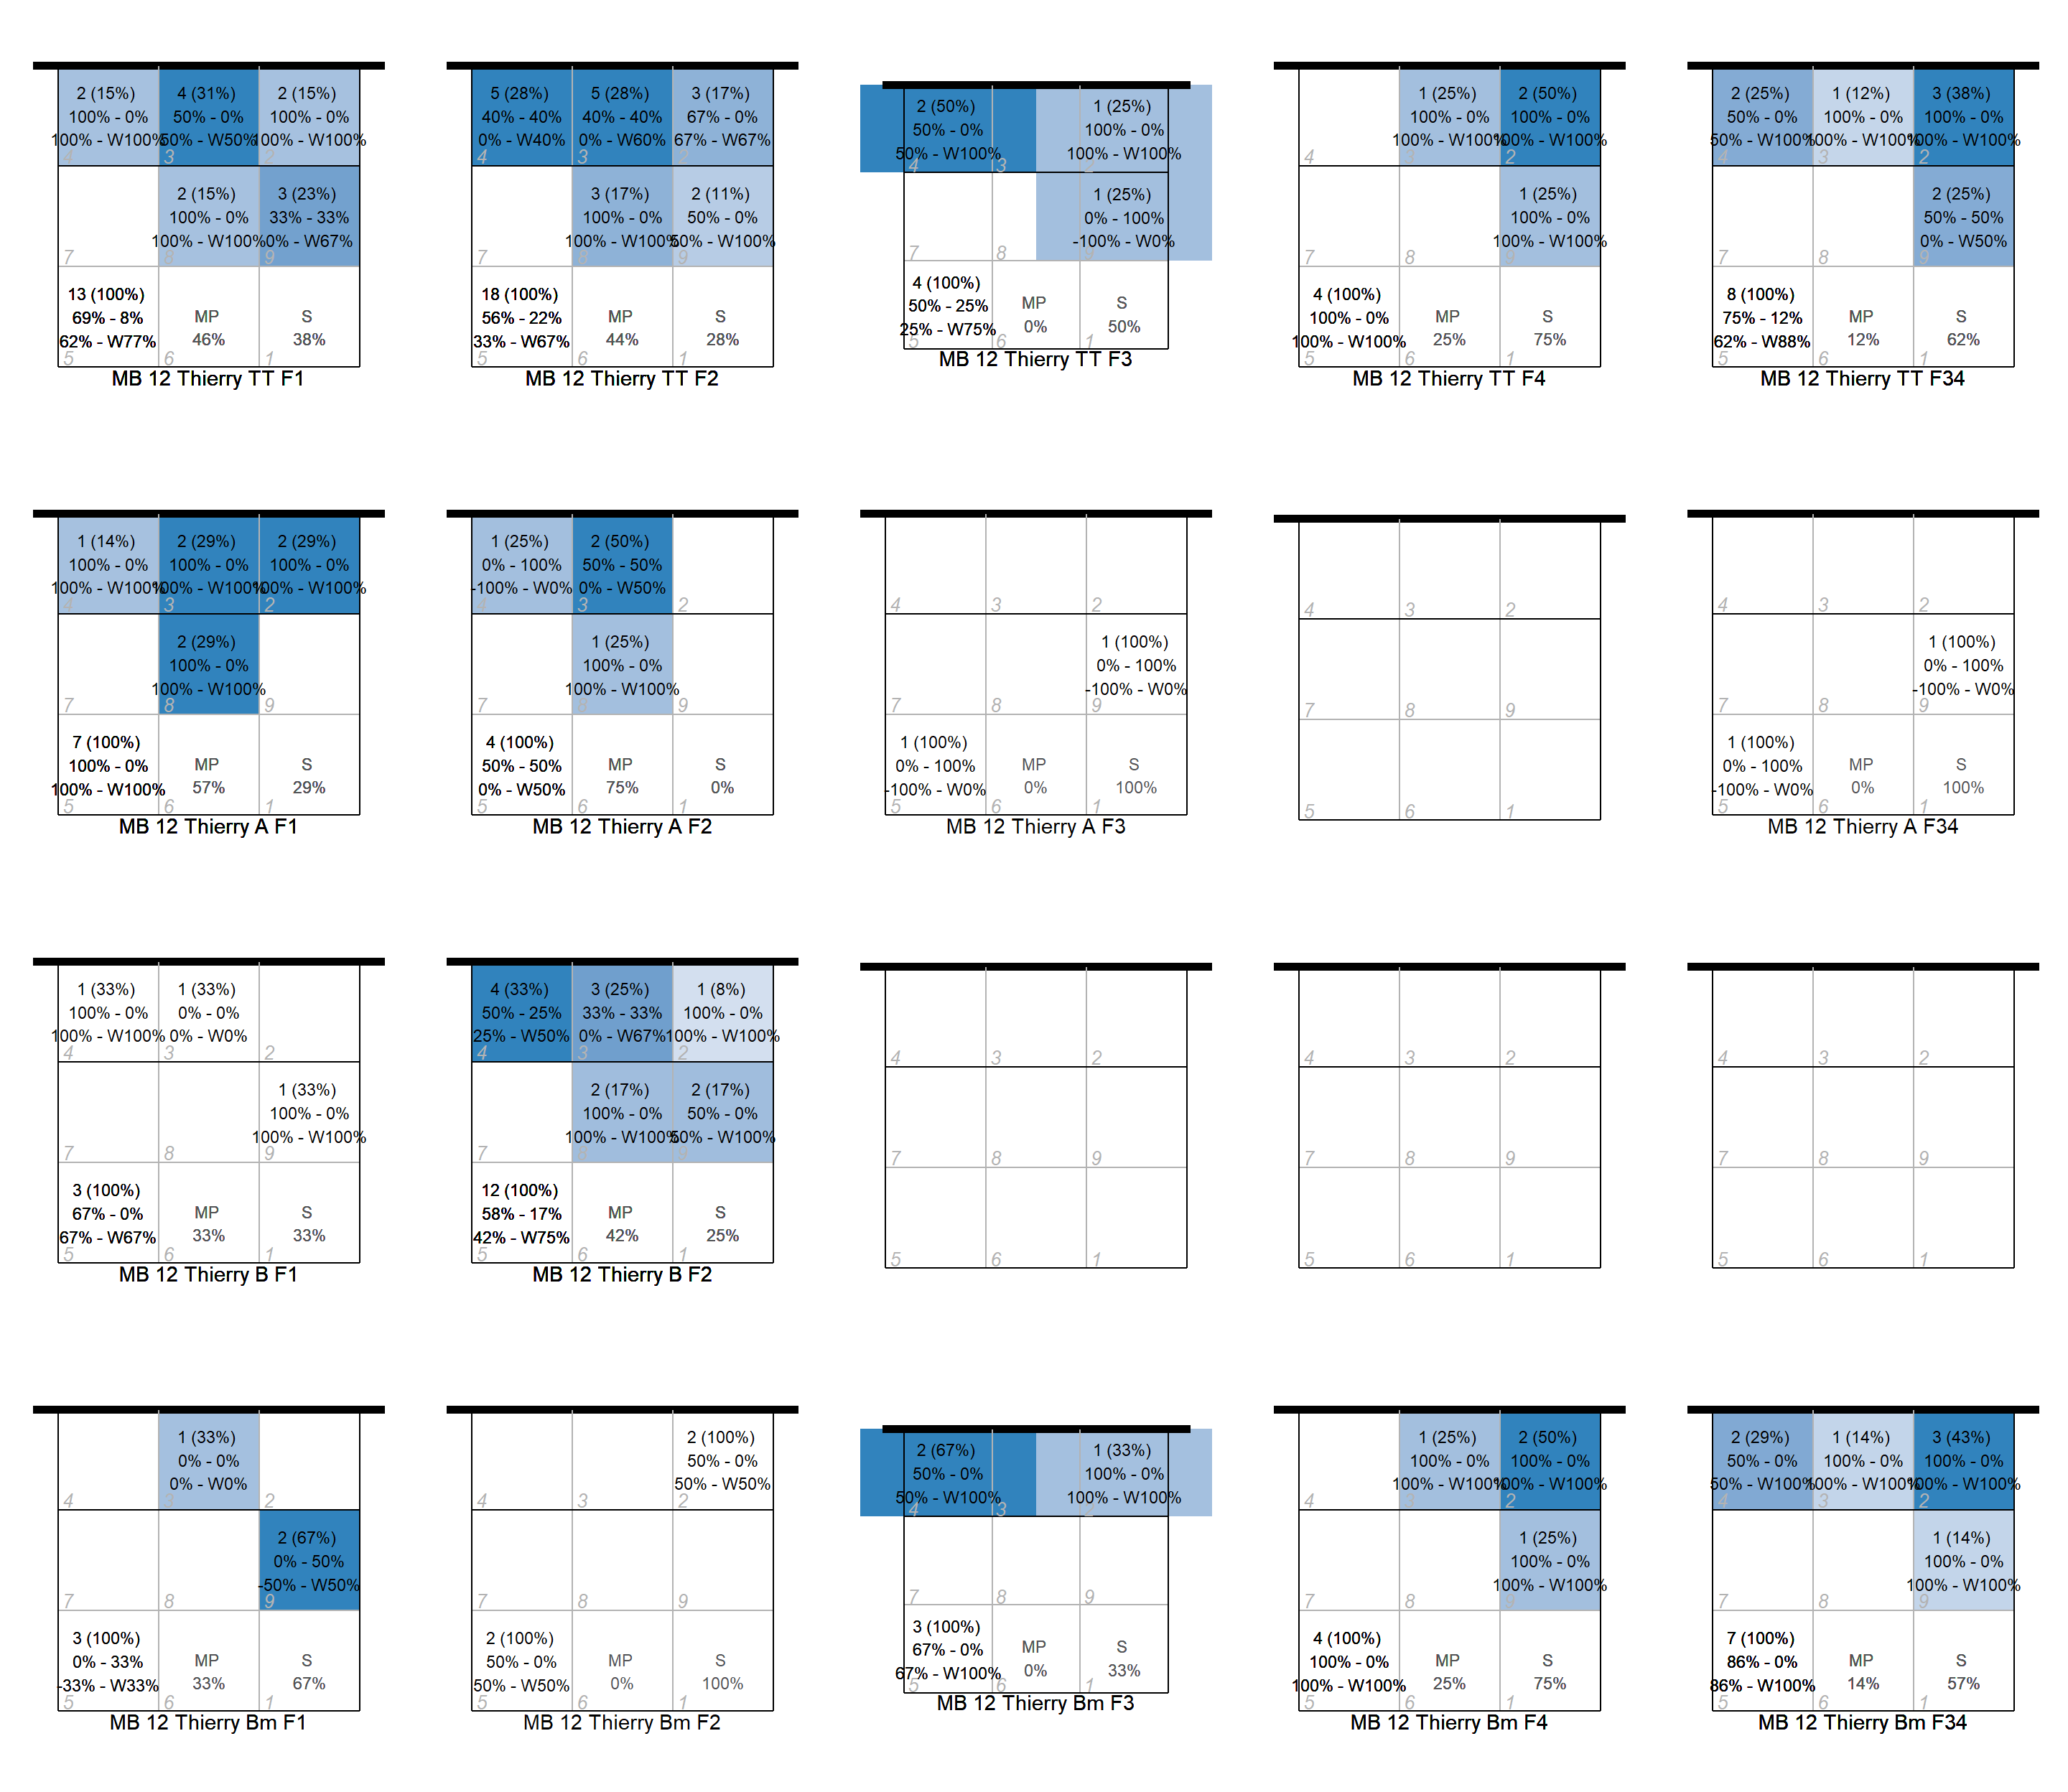 2 (15%) 4 (31%) 2 (15%)
100% - 0% 50% - 0% 100% - 0%
100% - W100% 50% - W50% 100% - W100%
4 3 2
2 (15%) 3 (23%)
100% - 0% 33% - 33%
100% - W100% 0% - W67%
7 8 9
13 (100%)
69% - 8% MP S
62% - W77% 46% 38%
5 6 1
MB 12 Thierry TT F1
5 (28%) 5 (28%) 3 (17%)
40% - 40% 40% - 40% 67% - 0%
0% - W40% 0% - W60% 67% - W67%
4 3 2
3 (17%) 2 (11%)
100% - 0% 50% - 0%
100% - W100% 50% - W100%
7 8 9
18 (100%)
56% - 22% MP S
33% - W67% 44% 28%
5 6 1
MB 12 Thierry TT F2
2 (50%) 1 (25%)
50% - 0% 100% - 0%
50% - W100% 100% - W100%
4 3 2
1 (25%)
0% - 100%
-100% - W0%
7 8 9
4 (100%)
50% - 25% MP S
25% - W75% 0% 50%
5 6 1
MB 12 Thierry TT F3
1 (25%) 2 (50%)
100% - 0% 100% - 0%
100% - W100% 100% - W100%
4 3 2
1 (25%)
100% - 0%
100% - W100%
7 8 9
4 (100%)
100% - 0% MP S
100% - W100% 25% 75%
5 6 1
MB 12 Thierry TT F4
2 (25%) 1 (12%) 3 (38%)
50% - 0% 100% - 0% 100% - 0%
50% - W100% 100% - W100% 100% - W100%
4 3 2
2 (25%)
50% - 50%
0% - W50%
7 8 9
8 (100%)
75% - 12% MP S
62% - W88% 12% 62%
5 6 1
MB 12 Thierry TT F34
1 (14%) 2 (29%) 2 (29%)
100% - 0% 100% - 0% 100% - 0%
100% - W100% 100% - W100% 100% - W100%
4 3 2
2 (29%)
100% - 0%
100% - W100%
7 8 9
7 (100%)
100% - 0% MP S
100% - W100% 57% 29%
5 6 1
MB 12 Thierry A F1
1 (25%) 2 (50%)
0% - 100% 50% - 50%
-100% - W0% 0% - W50%
4 3 2
1 (25%)
100% - 0%
100% - W100%
7 8 9
4 (100%)
50% - 50% MP S
0% - W50% 75% 0%
5 6 1
MB 12 Thierry A F2
4 3 2
1 (100%)
0% - 100%
-100% - W0%
7 8 9
1 (100%)
0% - 100% MP S
-100% - W0% 0% 100%
5 6 1
MB 12 Thierry A F3
4 3 2
7 8 9
5 6 1
4 3 2
1 (100%)
0% - 100%
-100% - W0%
7 8 9
1 (100%)
0% - 100% MP S
-100% - W0% 0% 100%
5 6 1
MB 12 Thierry A F34
1 (33%) 1 (33%)
100% - 0% 0% - 0%
100% - W100% 0% - W0%
4 3 2
1 (33%)
100% - 0%
100% - W100%
7 8 9
3 (100%)
67% - 0% MP S
67% - W67% 33% 33%
5 6 1
MB 12 Thierry B F1
4 (33%) 3 (25%) 1 (8%)
50% - 25% 33% - 33% 100% - 0%
25% - W50% 0% - W67% 100% - W100%
4 3 2
2 (17%) 2 (17%)
100% - 0% 50% - 0%
100% - W100% 50% - W100%
7 8 9
12 (100%)
58% - 17% MP S
42% - W75% 42% 25%
5 6 1
MB 12 Thierry B F2
4 3 2
7 8 9
5 6 1
4 3 2
7 8 9
5 6 1
4 3 2
7 8 9
5 6 1
1 (33%)
0% - 0%
0% - W0%
4 3 2
2 (67%)
0% - 50%
-50% - W50%
7 8 9
3 (100%)
0% - 33% MP S
-33% - W33% 33% 67%
5 6 1
MB 12 Thierry Bm F1
2 (100%)
50% - 0%
50% - W50%
4 3 2
7 8 9
2 (100%)
50% - 0% MP S
50% - W50% 0% 100%
5 6 1
MB 12 Thierry Bm F2
2 (67%) 1 (33%)
50% - 0% 100% - 0%
50% - W100% 100% - W100%
4 3 2
7 8 9
3 (100%)
67% - 0% MP S
67% - W100% 0% 33%
5 6 1
MB 12 Thierry Bm F3
1 (25%) 2 (50%)
100% - 0% 100% - 0%
100% - W100% 100% - W100%
4 3 2
1 (25%)
100% - 0%
100% - W100%
7 8 9
4 (100%)
100% - 0% MP S
100% - W100% 25% 75%
5 6 1
MB 12 Thierry Bm F4
2 (29%) 1 (14%) 3 (43%)
50% - 0% 100% - 0% 100% - 0%
50% - W100% 100% - W100% 100% - W100%
4 3 2
1 (14%)
100% - 0%
100% - W100%
7 8 9
7 (100%)
86% - 0% MP S
86% - W100% 14% 57%
5 6 1
MB 12 Thierry Bm F34